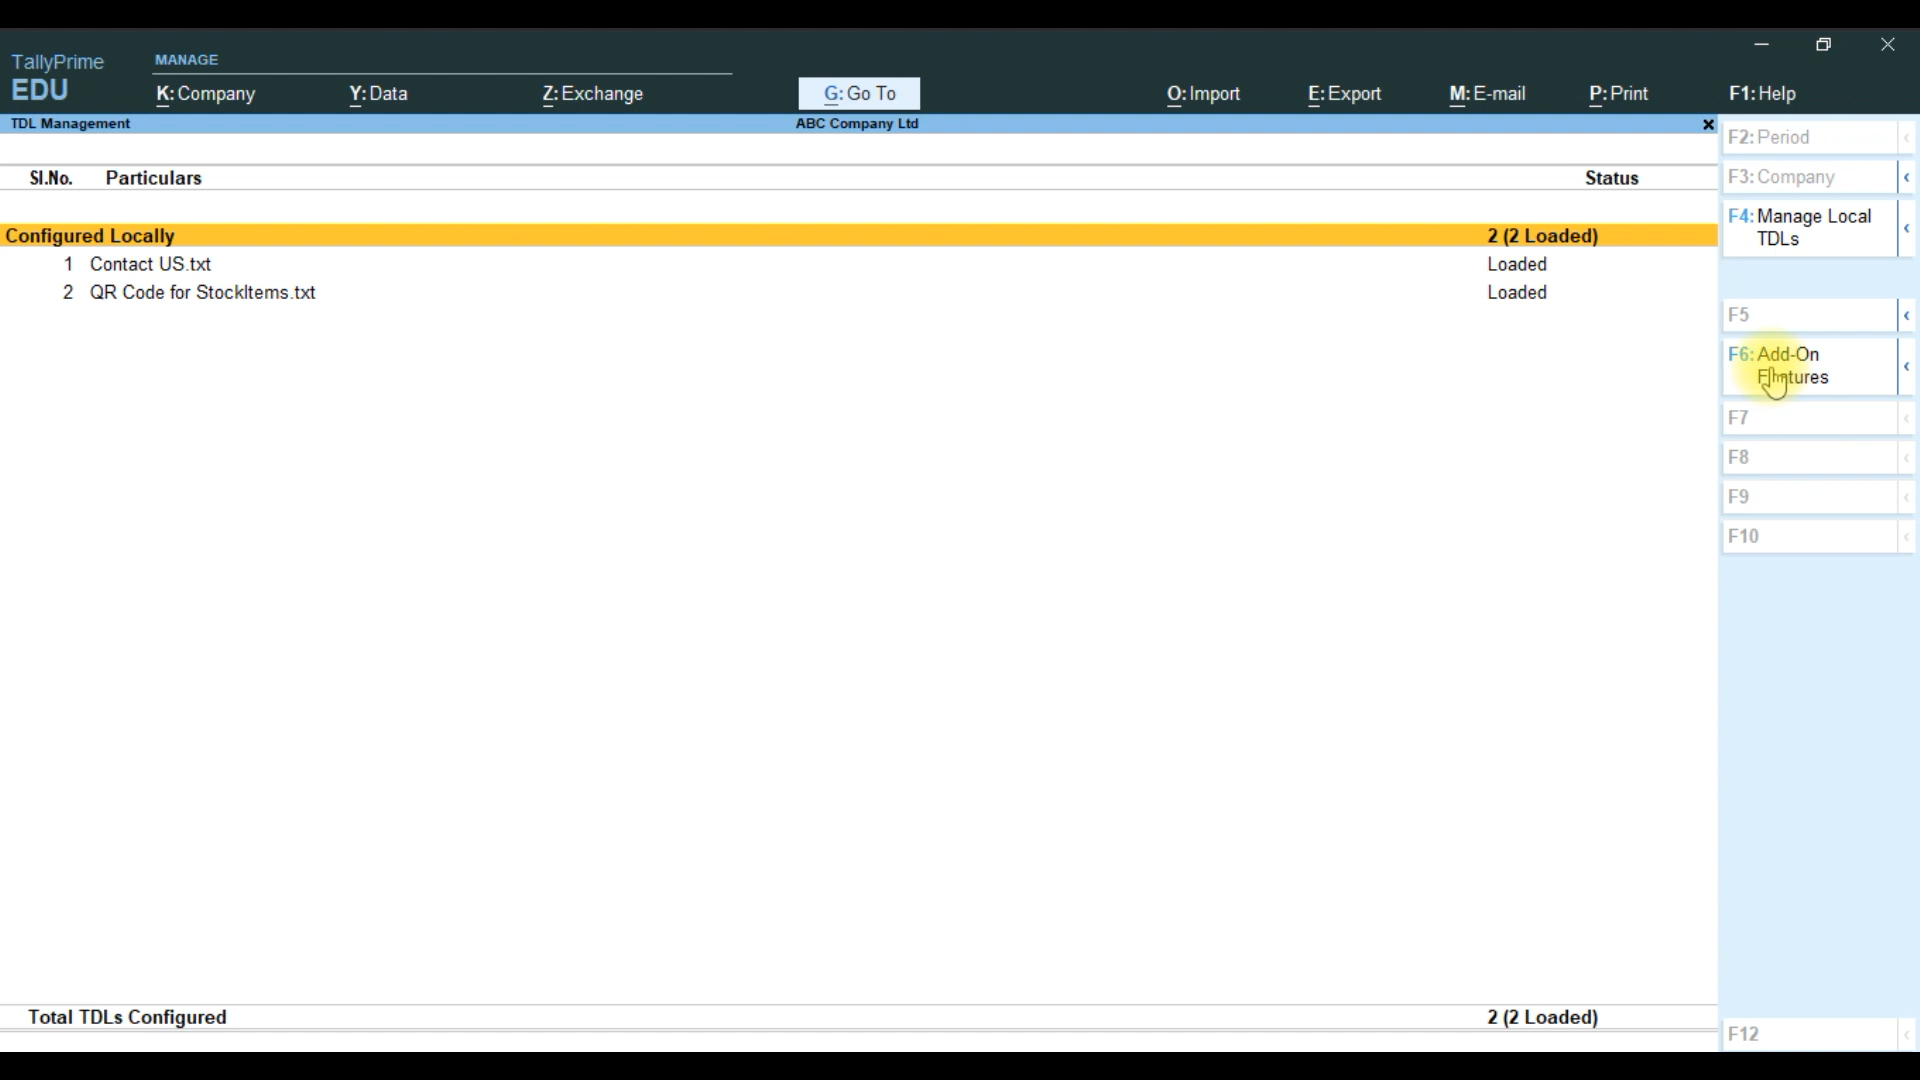 TallyPrime
EDU
MANAGE
K: Company
Y: Data
Z: Exchange
G: Go To
O: Import
E: Export
M: E-mail
P: Print
F1: Help
TDL Management
ABC Company Ltd
Sl.No. Particulars Status
Configured Locally 2 (2 Loaded)
1 Contact US.txt Loaded
2 QR Code for StockItems.txt Loaded
Total TDLs Configured 2 (2 Loaded)
F2: Period
F3: Company
F4: Manage Local
TDLs
F5
F6: Add-On
Features
F7
F8
F9
F10
F12